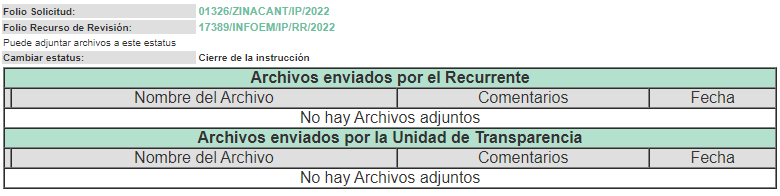 Folio Solicitud: 01326/ZINACANT/IP/2022
Folio Recurso de Revisión: 17389/INFOEM/IP/RR/2022
Puede adjuntar archivos a este estatus
Cambiar estatus: Cierre de la instrucción
Archivos enviados por el Recurrente
Nombre del Archivo Comentarios Fecha
No hay Archivos adjuntos
Archivos enviados por la Unidad de Transparencia
Nombre del Archivo Comentarios Fecha
No hay Archivos adjuntos